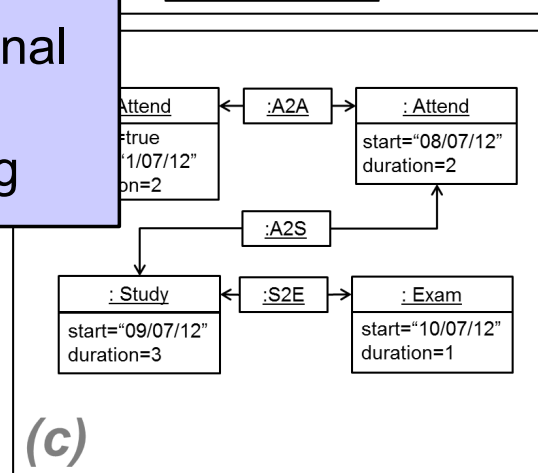 nal
g
Attend
=true
“1/07/12”
on=2
:A2A
: Attend
start=“08/07/12”
duration=2
:A2S
: Study
start=“09/07/12”
duration=3
:S2E
: Exam
start=“10/07/12”
duration=1
(c)